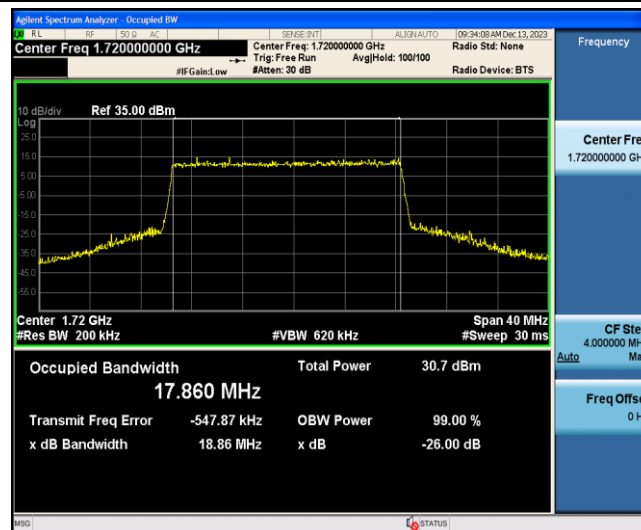 Agilent Spectrum Analyzer - Occupied BW
RL RF 50 Ω AC SENSE:INT ALIGNAUTO 09:34:08 AM Dec 13, 2023
Center Freq 1.720000000 GHz
Center Freq: 1.720000000 GHz Radio Std: None
Trig: Free Run Avg|Hold: 100/100
#IFGain:Low #Atten: 30 dB Radio Device: BTS
Frequency
10 dB/div Ref 35.00 dBm
Log
25.0
15.0
5.00
-5.00
-15.0
-25.0
-35.0
-45.0
-55.0
Center Fre
1.720000000 GH
Center 1.72 GHz Span 40 MHz
#Res BW 200 kHz #VBW 620 kHz #Sweep 30 ms
CF Ste
4.000000 MH
Auto Ma
Occupied Bandwidth Total Power 30.7 dBm
17.860 MHz
Transmit Freq Error -547.87 kHz OBW Power 99.00 %
x dB Bandwidth 18.86 MHz x dB -26.00 dB
Freq Offse
0 H
MSG STATUS